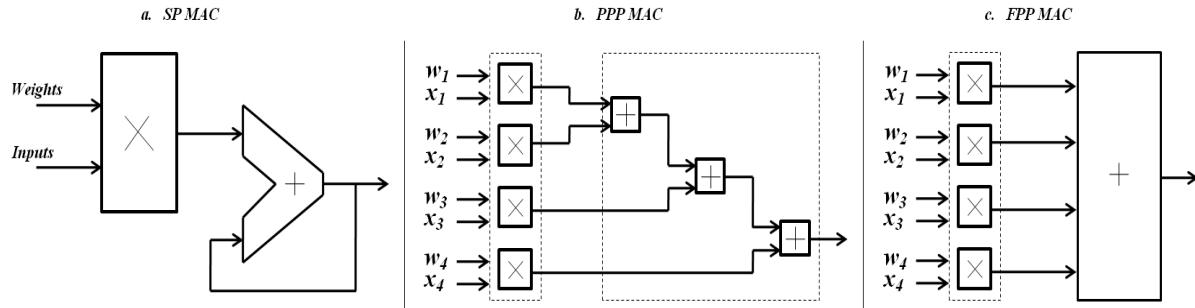 a. SP MAC
Weights
Inputs
×
+
b. PPP MAC
w1
x1
w2
x2
w3
x3
w4
x4
×
×
×
×
+
+
+
c. FPP MAC
w1
x1
w2
x2
w3
x3
w4
x4
×
×
×
×
+